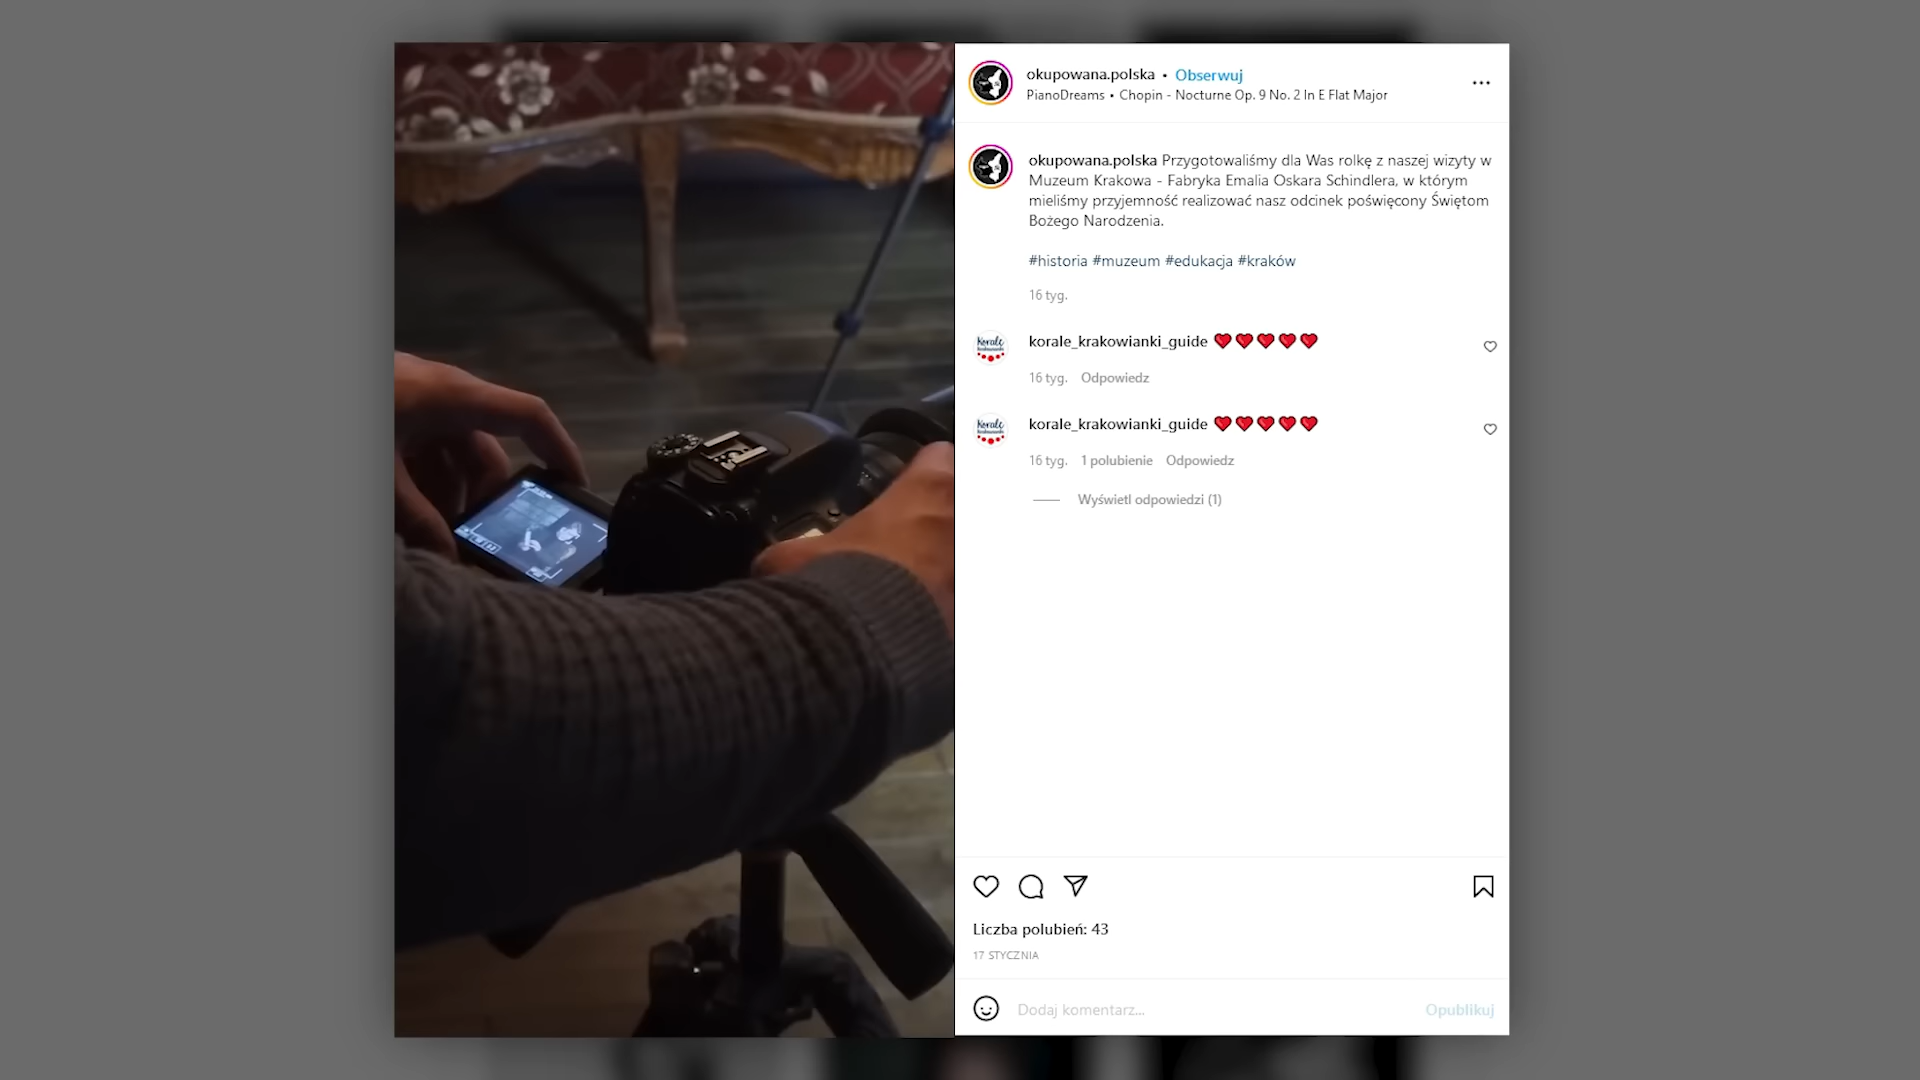 okupowana.polska • Obserwuj
PianoDreams • Chopin - Nocturne Op. 9 No. 2 In E Flat Major
okupowana.polska Przygotowaliśmy dla Was rolkę z naszej wizyty w
Muzeum Krakowa - Fabryka Emalia Oskara Schindlera, w którym
mieliśmy przyjemność realizować nasz odcinek poświęcony Świętom
Bożego Narodzenia.
#historia #muzeum #edukacja #kraków
16 tyg.
Korale
korale_krakowianki_guide ❤❤❤❤❤
16 tyg. Odpowiedz
Korale
korale_krakowianki_guide ❤❤❤❤❤
16 tyg. 1 polubienie Odpowiedz
Wyświetl odpowiedzi (1)
Liczba polubień: 43
17 STYCZNIA
Dodaj komentarz...
Opublikuj